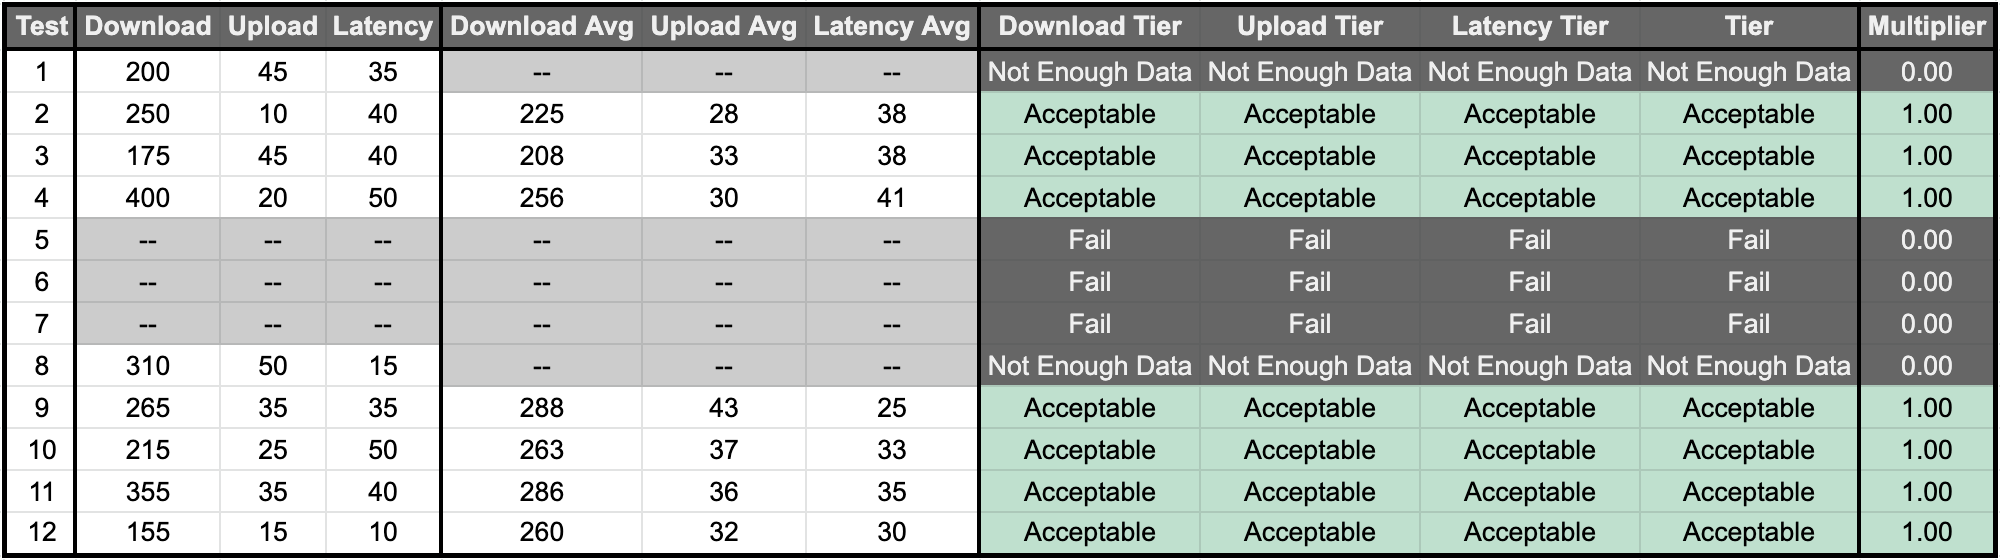 Test Download Upload Latency Download Avg Upload Avg Latency Avg Download Tier Upload Tier Latency Tier Tier Multiplier
1 200 45 35 -- -- -- Not Enough Data Not Enough Data Not Enough Data Not Enough Data 0.00
2 250 10 40 225 28 38 Acceptable Acceptable Acceptable Acceptable 1.00
3 175 45 40 208 33 38 Acceptable Acceptable Acceptable Acceptable 1.00
4 400 20 50 256 30 41 Acceptable Acceptable Acceptable Acceptable 1.00
5 -- -- -- -- -- -- Fail Fail Fail Fail 0.00
6 -- -- -- -- -- -- Fail Fail Fail Fail 0.00
7 -- -- -- -- -- -- Fail Fail Fail Fail 0.00
8 310 50 15 -- -- -- Not Enough Data Not Enough Data Not Enough Data Not Enough Data 0.00
9 265 35 35 288 43 25 Acceptable Acceptable Acceptable Acceptable 1.00
10 215 25 50 263 37 33 Acceptable Acceptable Acceptable Acceptable 1.00
11 355 35 40 286 36 35 Acceptable Acceptable Acceptable Acceptable 1.00
12 155 15 10 260 32 30 Acceptable Acceptable Acceptable Acceptable 1.00